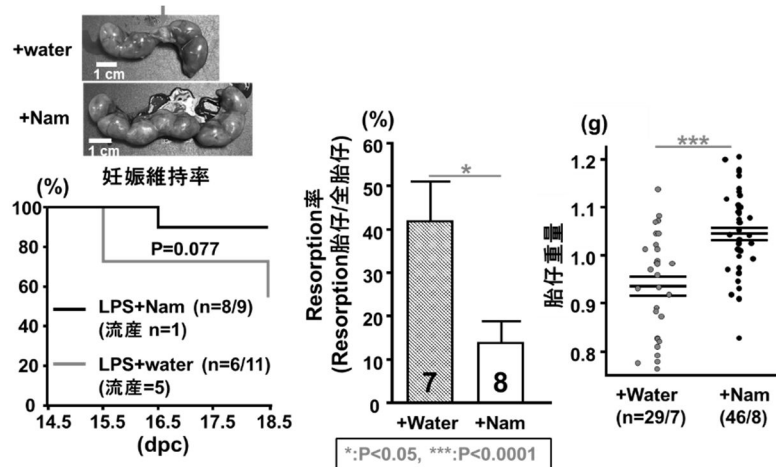 +water
1 cm
+Nam
1 cm
妊娠維持率
(%)
100
80
60
40
20
0
P=0.077
LPS+Nam (n=8/9)
(流産 n=1)
LPS+water (n=6/11)
(流産=5)
14.5 15.5 16.5 17.5 18.5
(dpc)
(%)
Resorption率
(Resorption胎仔/全胎仔)
60
50
40
30
20
10
0
*
7
8
+Water
+Nam
*:P<0.05, ***:P<0.0001
(g)
胎仔重量
***
1.2
1.1
1.0
0.9
0.8
+Water
(n=29/7)
+Nam
(46/8)